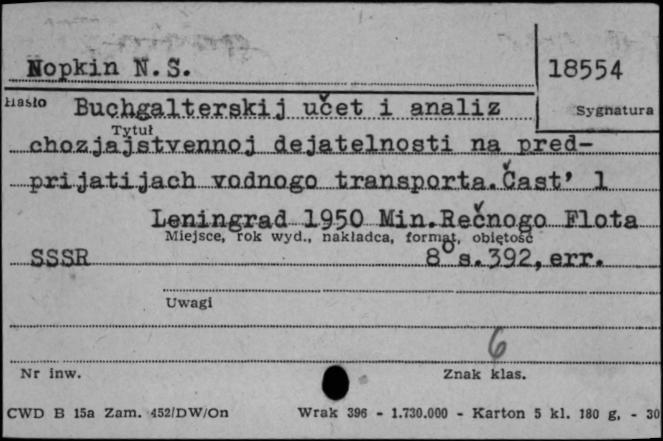 Nopkin N.S.
18554
Hasło Buchgalterskij učet i analiz
Sygnatura
Tytuł
chozjajstvennoj dejatelnosti na pred-
prijatijach vodnogo transporta. Čast' 1
Leningrad 1950 Min.Rečnogo Flota
Miejsce, rok wyd., nakładca, format, objętość
SSSR 8° s.392, err.
Uwagi
6
Nr inw. Znak klas.
CWD B 15a Zam. 452/DW/On Wrak 396 - 1.730.000 - Karton 5 kl. 180 g, - 30